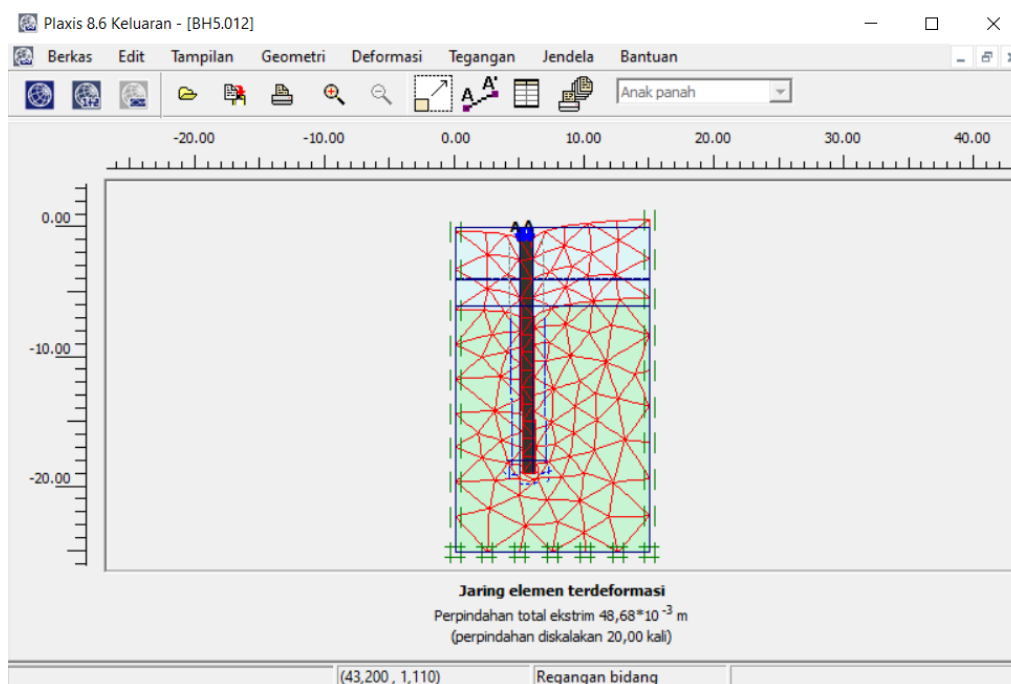 Plaxis 8.6 Keluaran - [BH5.012]
Berkas Edit Tampilan Geometri Deformasi Tegangan Jendela Bantuan
Anak panah
-20.00 -10.00 0.00 10.00 20.00 30.00 40.00
0.00
A A
-10.00
-20.00
Jaring elemen terdeformasi
Perpindahan total ekstrim 48,68*10⁻³ m
(perpindahan diskalakan 20,00 kali)
(43,200 , 1,110) Regangan bidang